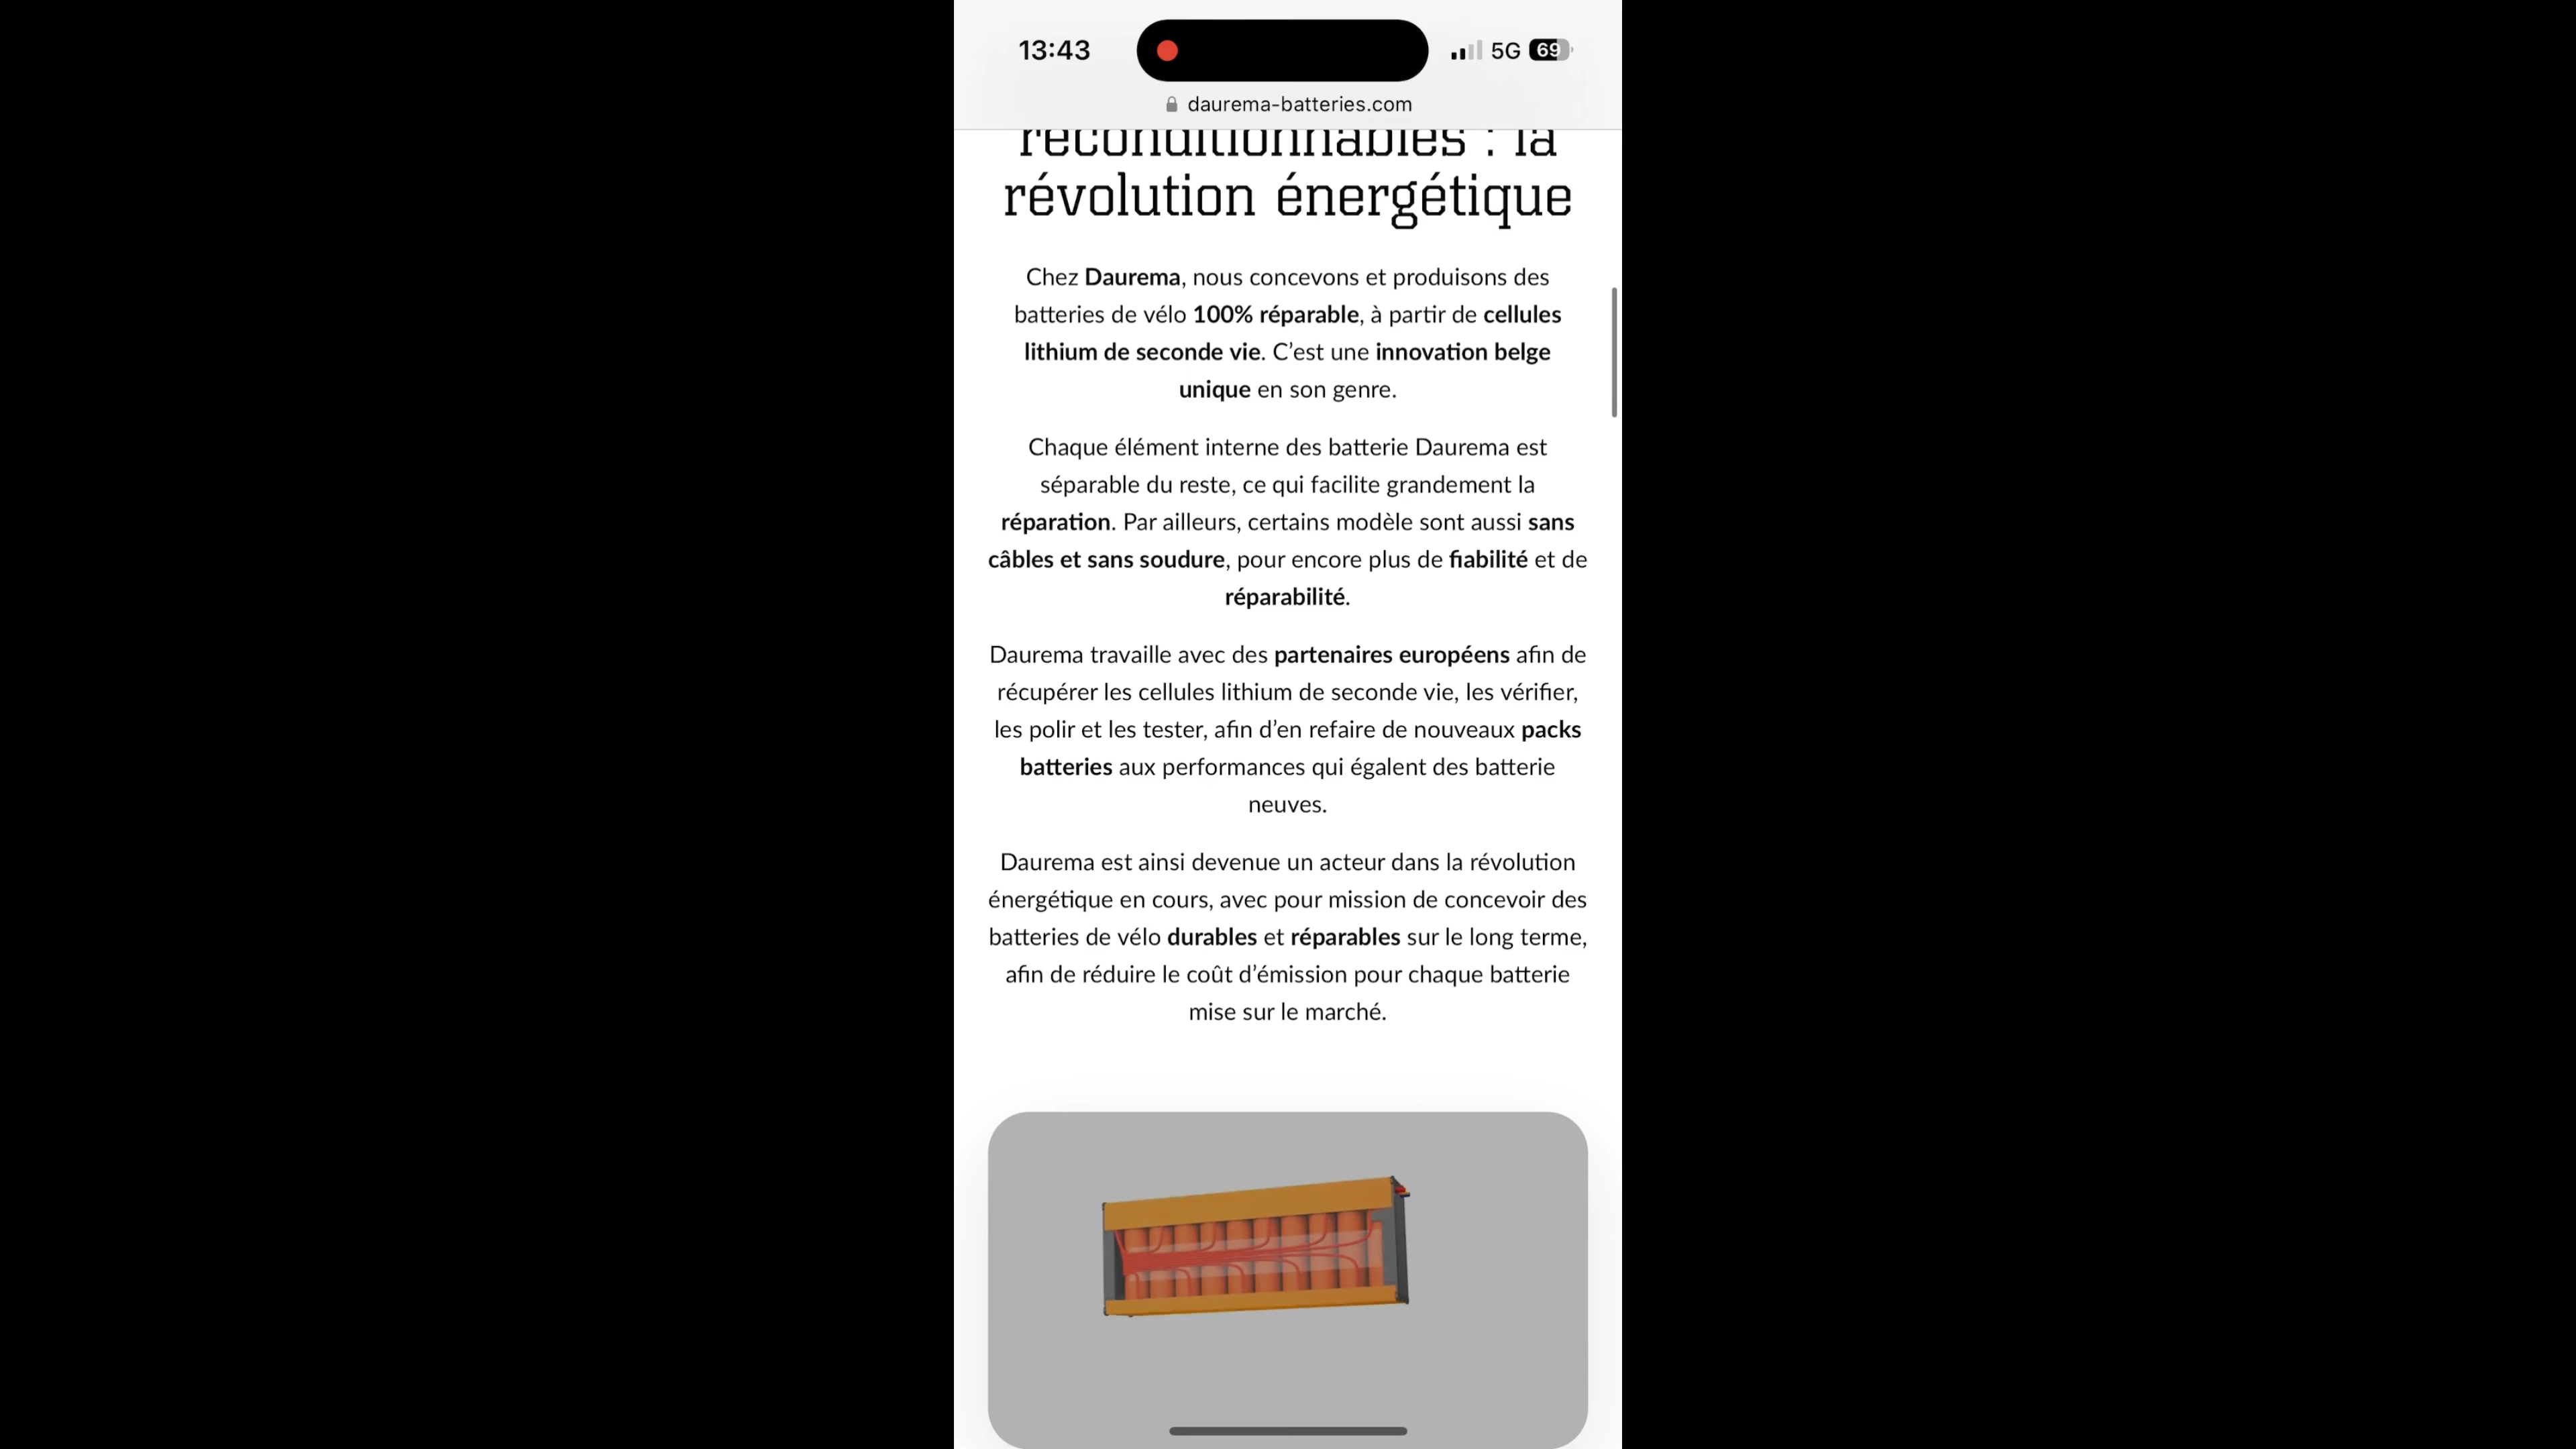 13:43
5G
69
daurema-batteries.com
reconditionnables : la
révolution énergétique
Chez Daurema, nous concevons et produisons des
batteries de vélo 100% réparable, à partir de cellules
lithium de seconde vie. C’est une innovation belge
unique en son genre.
Chaque élément interne des batterie Daurema est
séparable du reste, ce qui facilite grandement la
réparation. Par ailleurs, certains modèle sont aussi sans
câbles et sans soudure, pour encore plus de fiabilité et de
réparabilité.
Daurema travaille avec des partenaires européens afin de
récupérer les cellules lithium de seconde vie, les vérifier,
les polir et les tester, afin d’en refaire de nouveaux packs
batteries aux performances qui égalent des batterie
neuves.
Daurema est ainsi devenue un acteur dans la révolution
énergétique en cours, avec pour mission de concevoir des
batteries de vélo durables et réparables sur le long terme,
afin de réduire le coût d’émission pour chaque batterie
mise sur le marché.